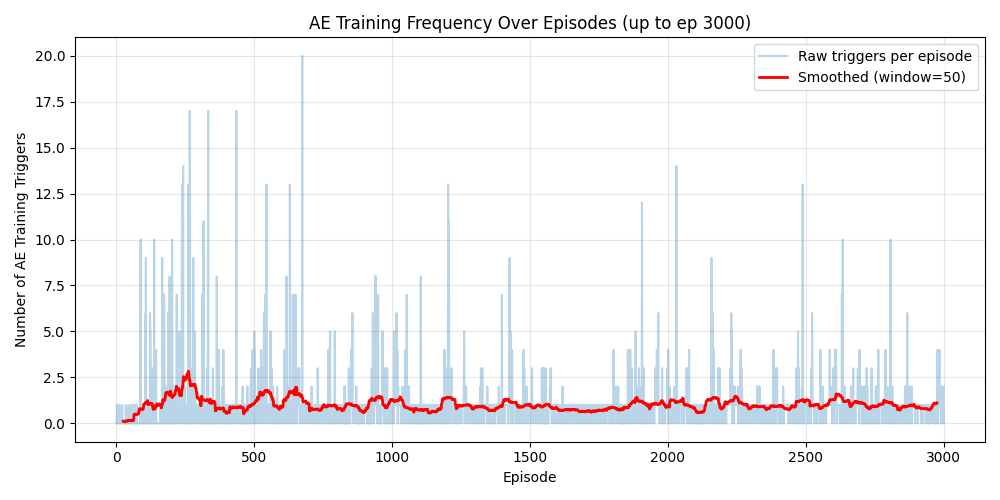 AE Training Frequency Over Episodes (up to ep 3000)
Raw triggers per episode
Smoothed (window=50)
Number of AE Training Triggers
20.0
17.5
15.0
12.5
10.0
7.5
5.0
2.5
0.0
0 500 1000 1500 2000 2500 3000
Episode